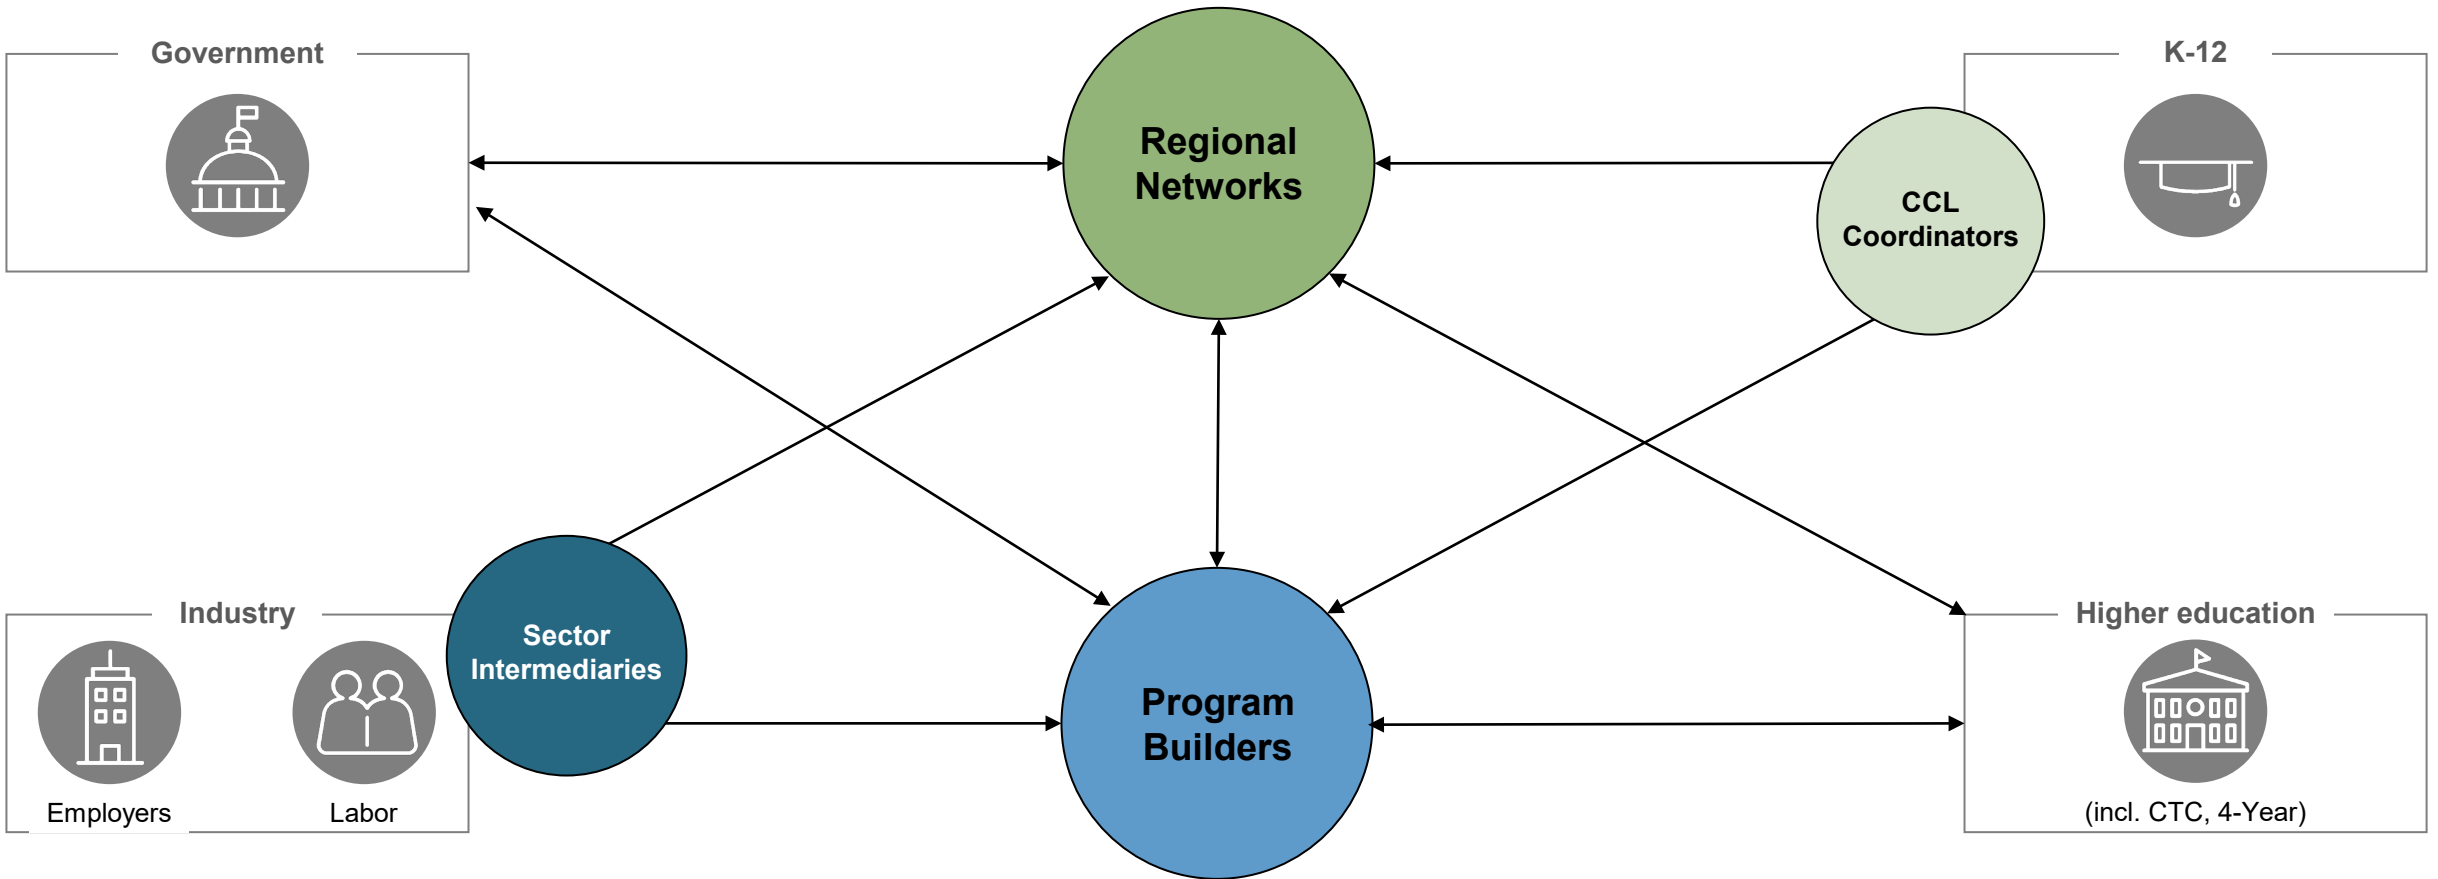 Government
K-12
Regional
Networks
CCL
Coordinators
Industry
Sector
Intermediaries
Employers
Labor
Program
Builders
Higher education
(incl. CTC, 4-Year)